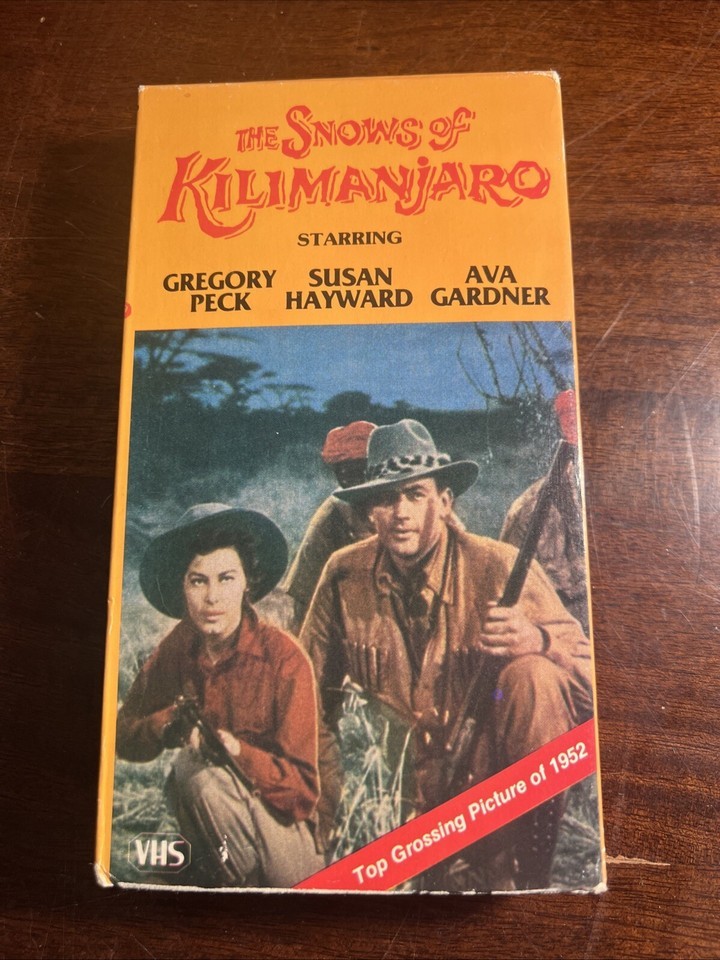 THE SNOWS OF
KILIMANJARO
STARRING
GREGORY PECK
SUSAN HAYWARD
AVA GARDNER
Top Grossing Picture of 1952
VHS